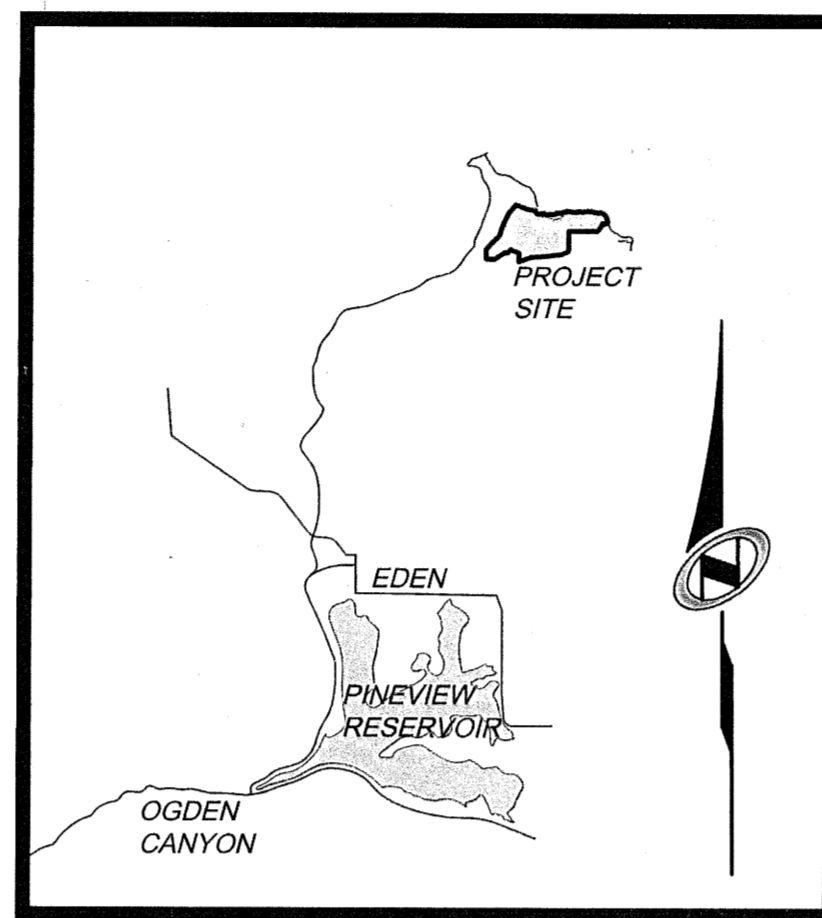 PROJECT
SITE
N
EDEN
PINEVIEW
RESERVOIR
OGDEN
CANYON